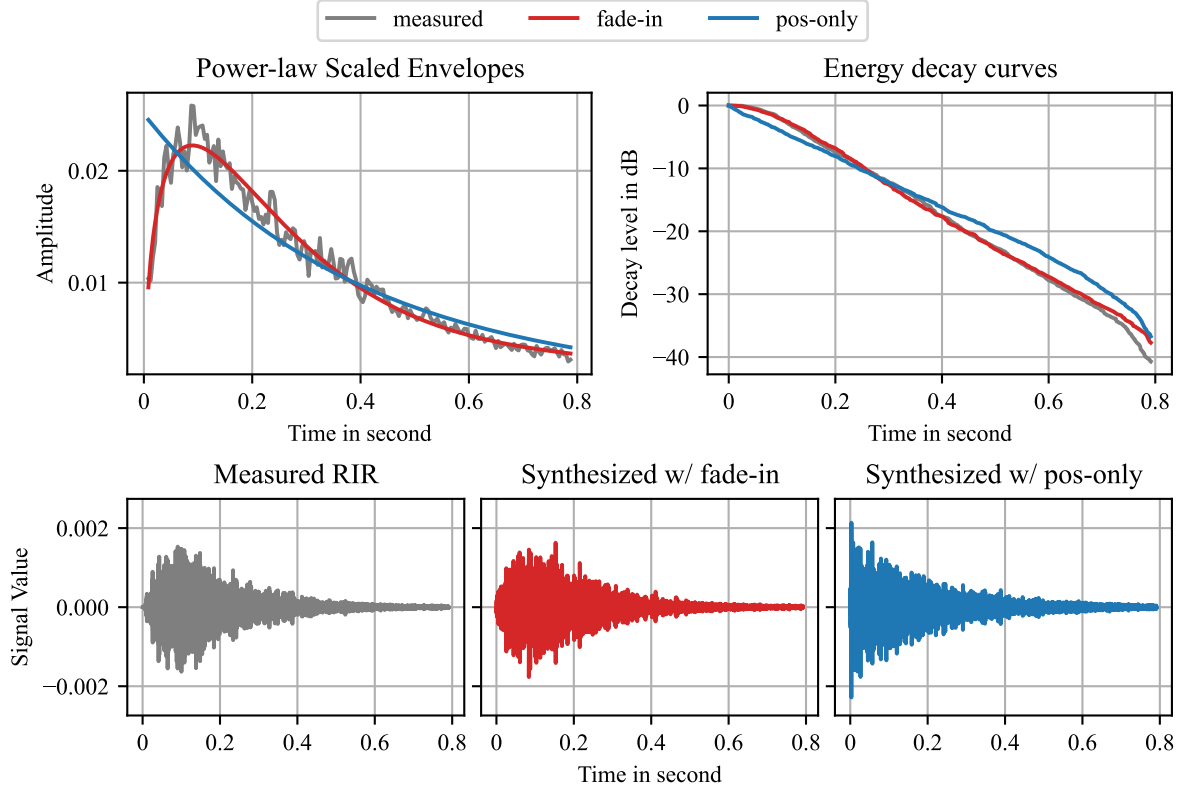 measured fade-in pos-only
Power-law Scaled Envelopes
Energy decay curves
Amplitude
0.02
0.01
0 0.2 0.4 0.6 0.8
Time in second
Decay level in dB
0
−10
−20
−30
−40
0 0.2 0.4 0.6 0.8
Time in second
Measured RIR
Synthesized w/ fade-in
Synthesized w/ pos-only
Signal Value
0.002
0.000
−0.002
0 0.2 0.4 0.6 0.8
0 0.2 0.4 0.6 0.8
0 0.2 0.4 0.6 0.8
Time in second